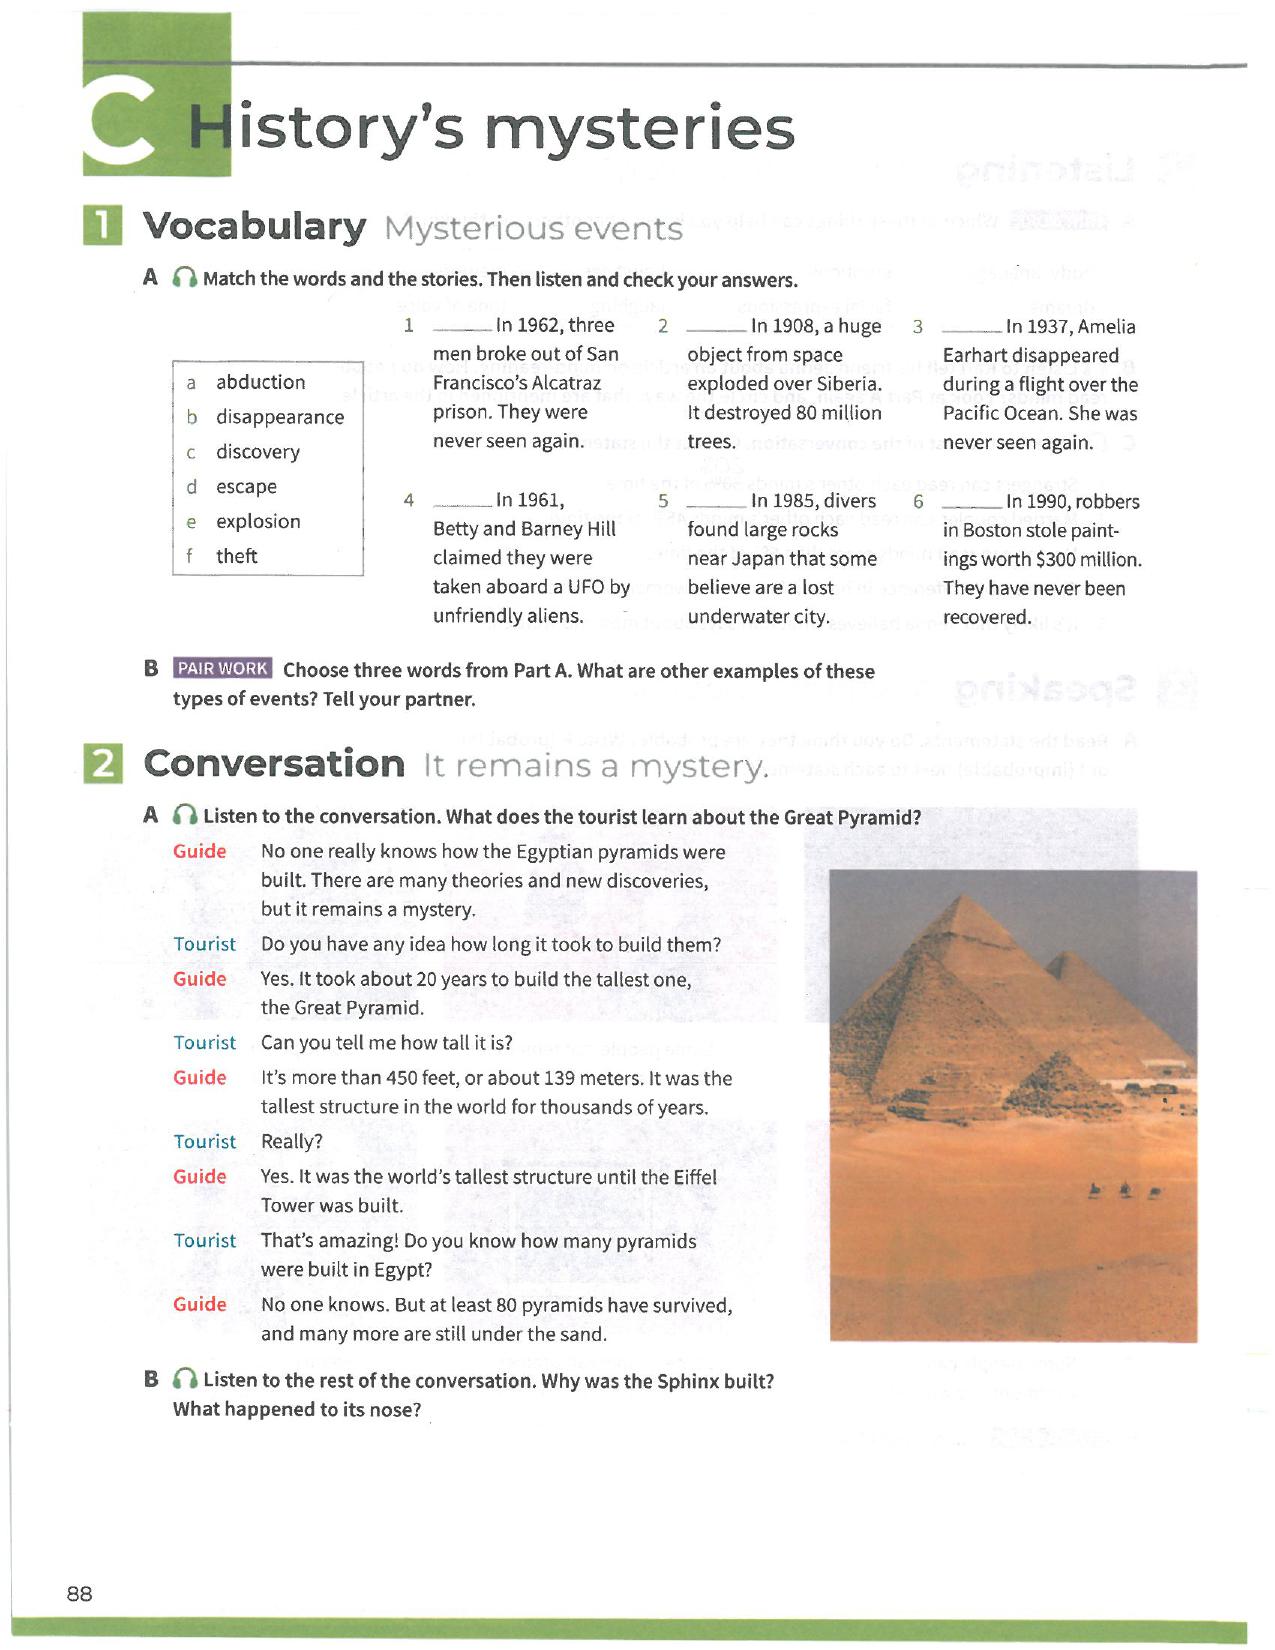 C History's mysteries
1 Vocabulary Mysterious events
A Match the words and the stories. Then listen and check your answers.
a abduction
b disappearance
c discovery
d escape
e explosion
f theft
1 _____ In 1962, three
men broke out of San
Francisco's Alcatraz
prison. They were
never seen again.
2 _____ In 1908, a huge
object from space
exploded over Siberia.
It destroyed 80 million
trees.
3 _____ In 1937, Amelia
Earhart disappeared
during a flight over the
Pacific Ocean. She was
never seen again.
4 _____ In 1961,
Betty and Barney Hill
claimed they were
taken aboard a UFO by
unfriendly aliens.
5 _____ In 1985, divers
found large rocks
near Japan that some
believe are a lost
underwater city.
6 _____ In 1990, robbers
in Boston stole paint-
ings worth $300 million.
They have never been
recovered.
B PAIR WORK Choose three words from Part A. What are other examples of these
types of events? Tell your partner.
2 Conversation It remains a mystery.
A Listen to the conversation. What does the tourist learn about the Great Pyramid?
Guide No one really knows how the Egyptian pyramids were
built. There are many theories and new discoveries,
but it remains a mystery.
Tourist Do you have any idea how long it took to build them?
Guide Yes. It took about 20 years to build the tallest one,
the Great Pyramid.
Tourist Can you tell me how tall it is?
Guide It's more than 450 feet, or about 139 meters. It was the
tallest structure in the world for thousands of years.
Tourist Really?
Guide Yes. It was the world's tallest structure until the Eiffel
Tower was built.
Tourist That's amazing! Do you know how many pyramids
were built in Egypt?
Guide No one knows. But at least 80 pyramids have survived,
and many more are still under the sand.
B Listen to the rest of the conversation. Why was the Sphinx built?
What happened to its nose?
88